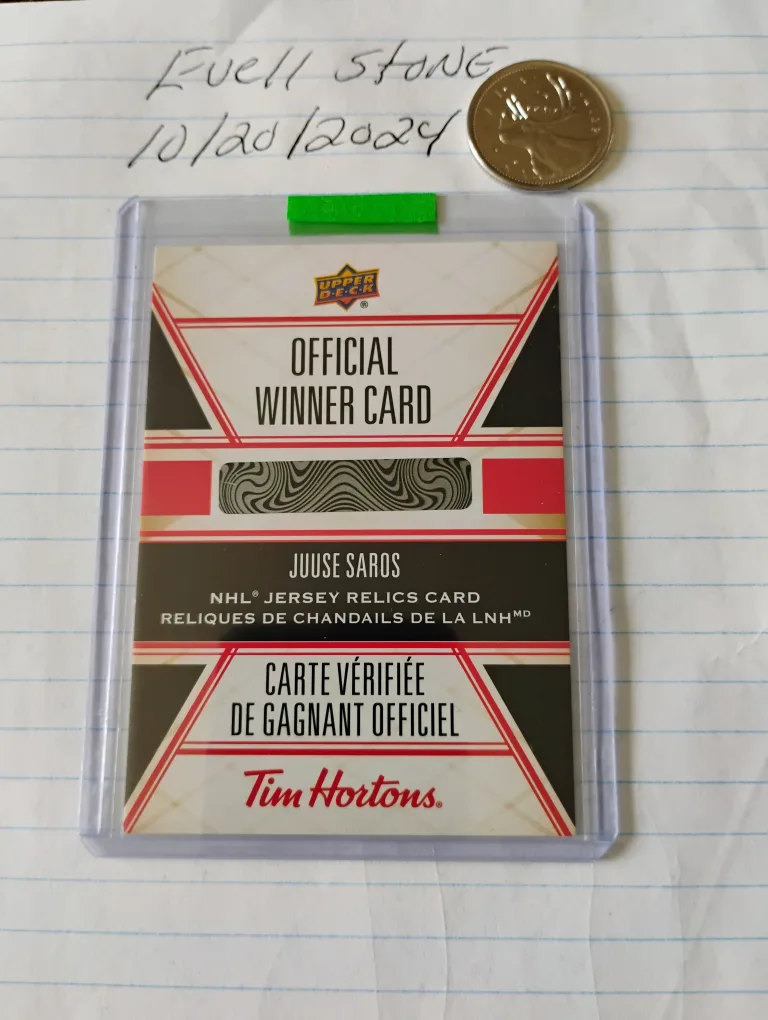 Evell Stone
10/20/2024
UPPER
D·E·C·K
®
OFFICIAL
WINNER CARD
JUUSE SAROS
NHL® JERSEY RELICS CARD
RELIQUES DE CHANDAILS DE LA LNHMD
CARTE VÉRIFIÉE
DE GAGNANT OFFICIEL
Tim Hortons®